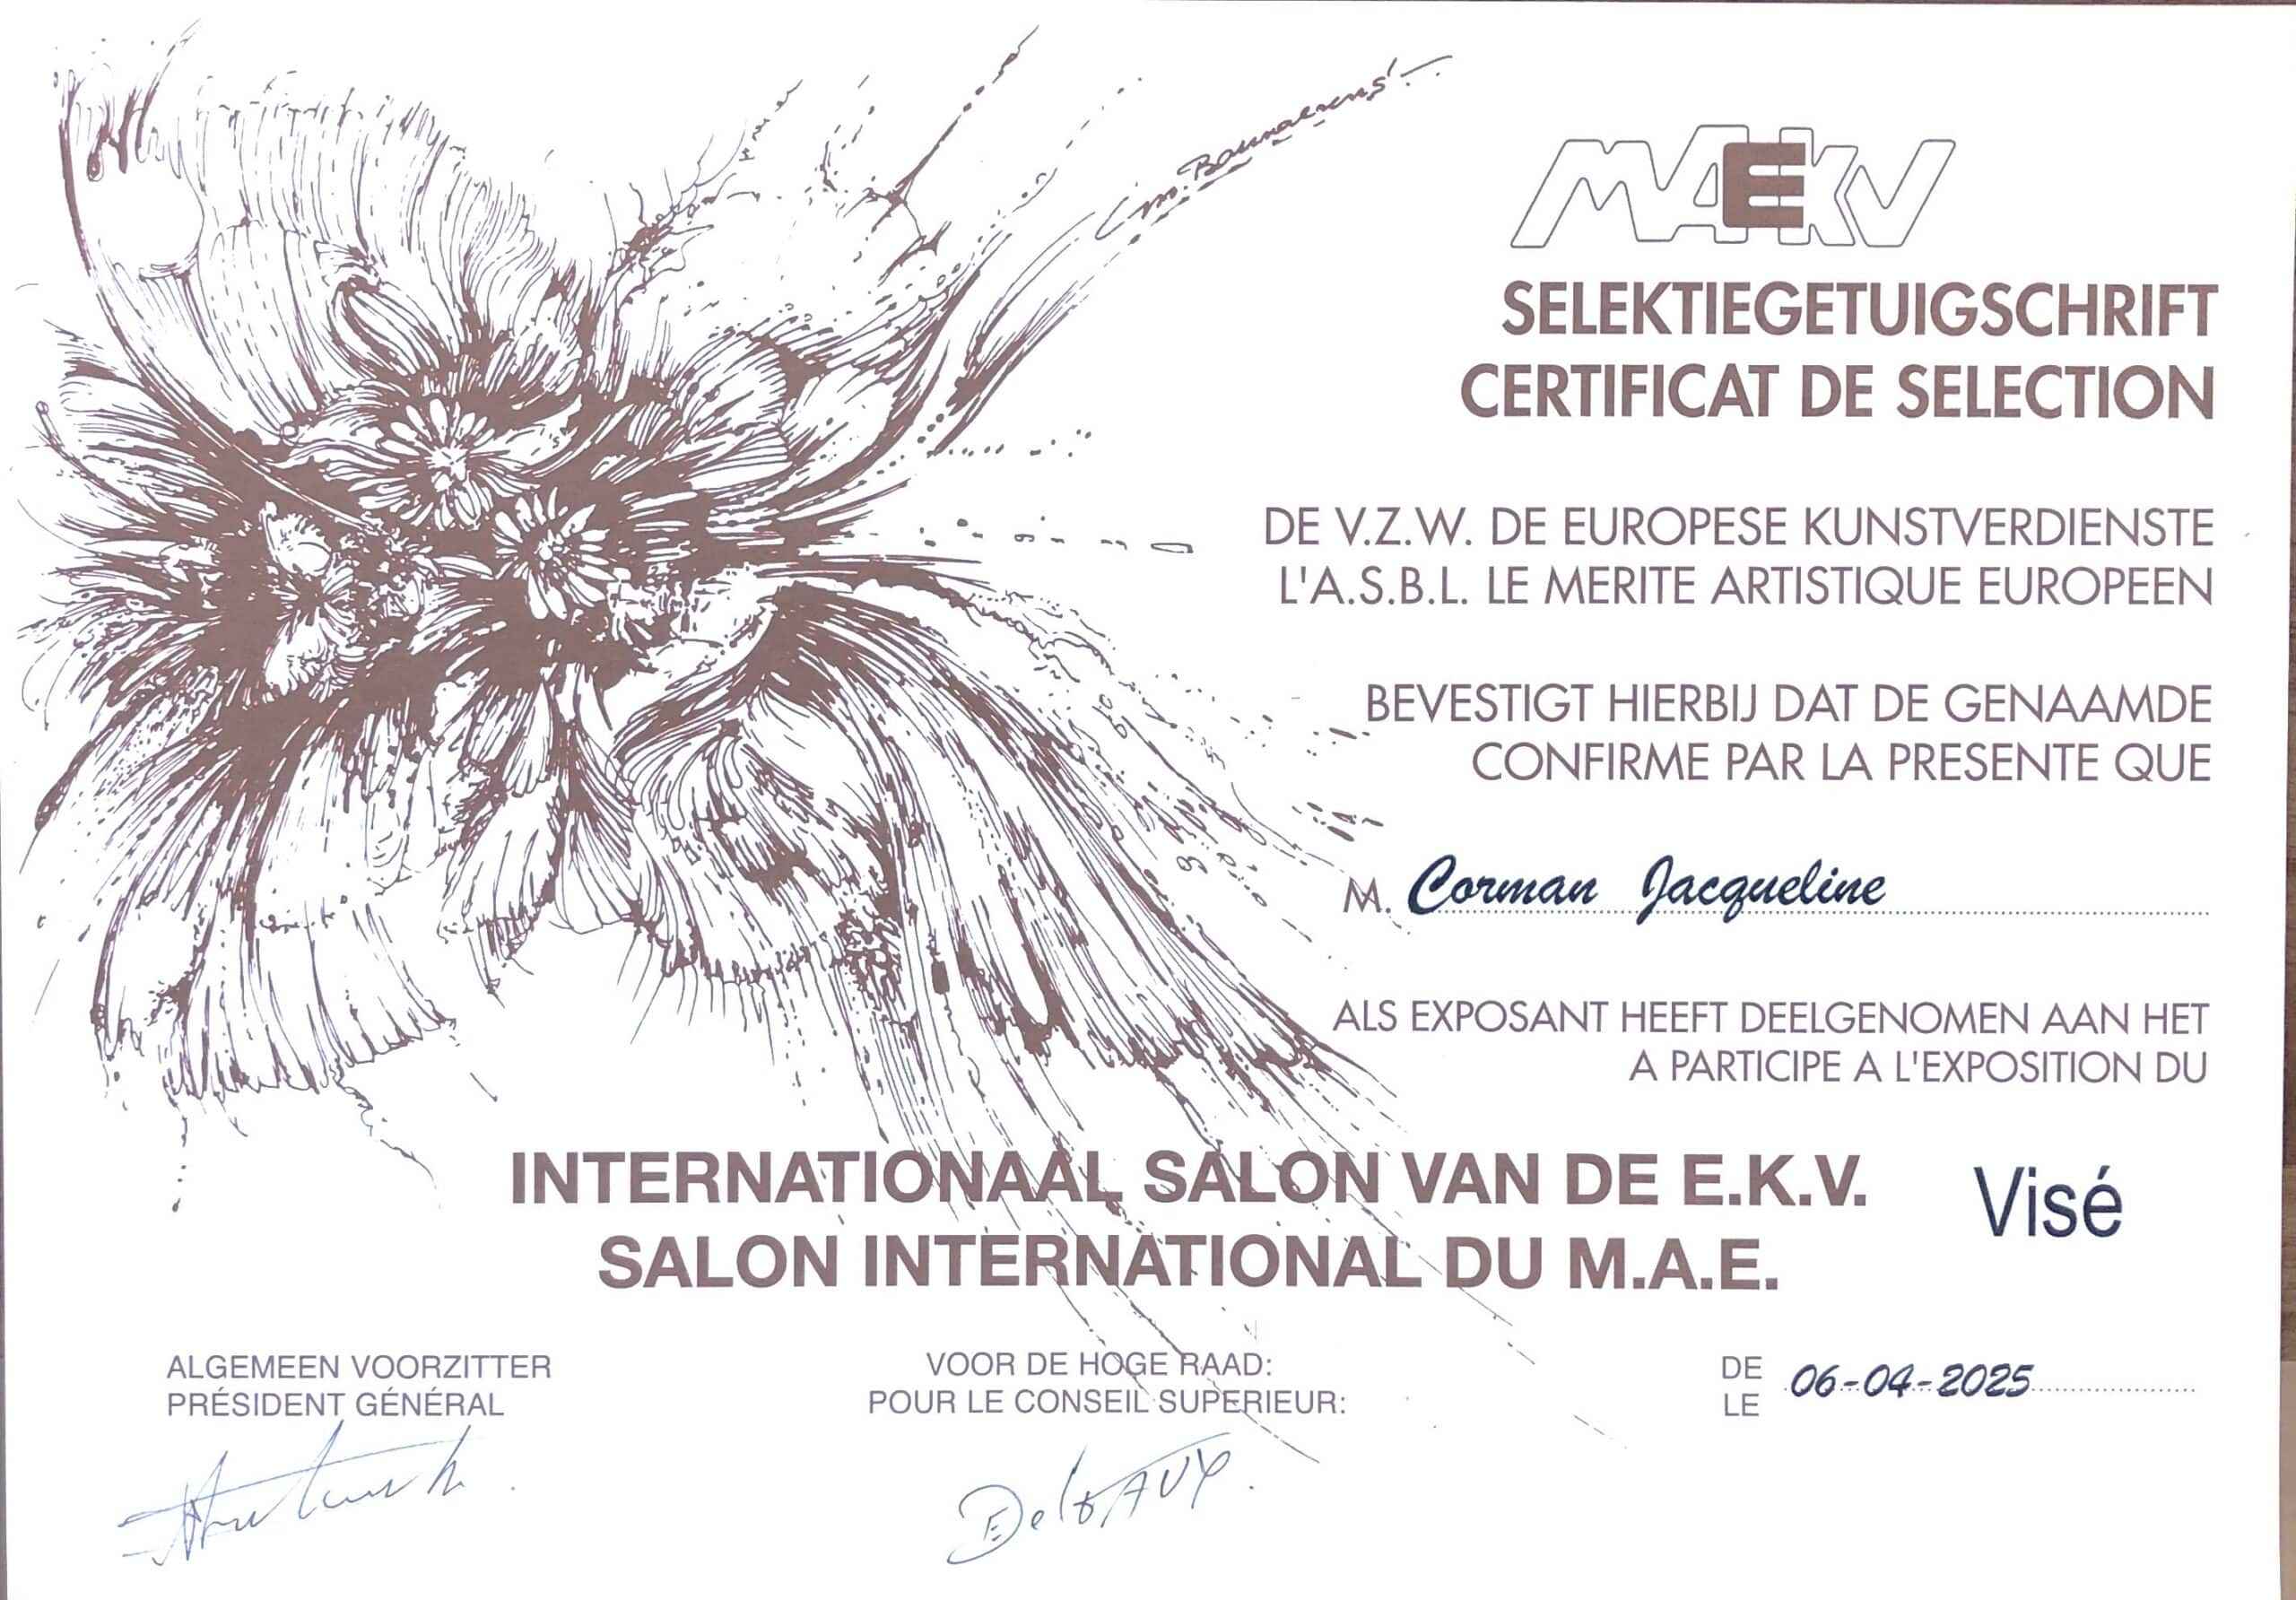 MAEKV
SELEKTIEGETUIGSCHRIFT
CERTIFICAT DE SELECTION
DE V.Z.W. DE EUROPESE KUNSTVERDIENSTE
L'A.S.B.L. LE MERITE ARTISTIQUE EUROPEEN
BEVESTIGT HIERBIJ DAT DE GENAAMDE
CONFIRME PAR LA PRESENTE QUE
M. Corman Jacqueline
ALS EXPOSANT HEEFT DEELGENOMEN AAN HET
A PARTICIPE A L'EXPOSITION DU
INTERNATIONAAL SALON VAN DE E.K.V. Visé
SALON INTERNATIONAL DU M.A.E.
ALGEMEEN VOORZITTER
PRÉSIDENT GÉNÉRAL
VOOR DE HOGE RAAD:
POUR LE CONSEIL SUPERIEUR:
DE
LE 06-04-2025